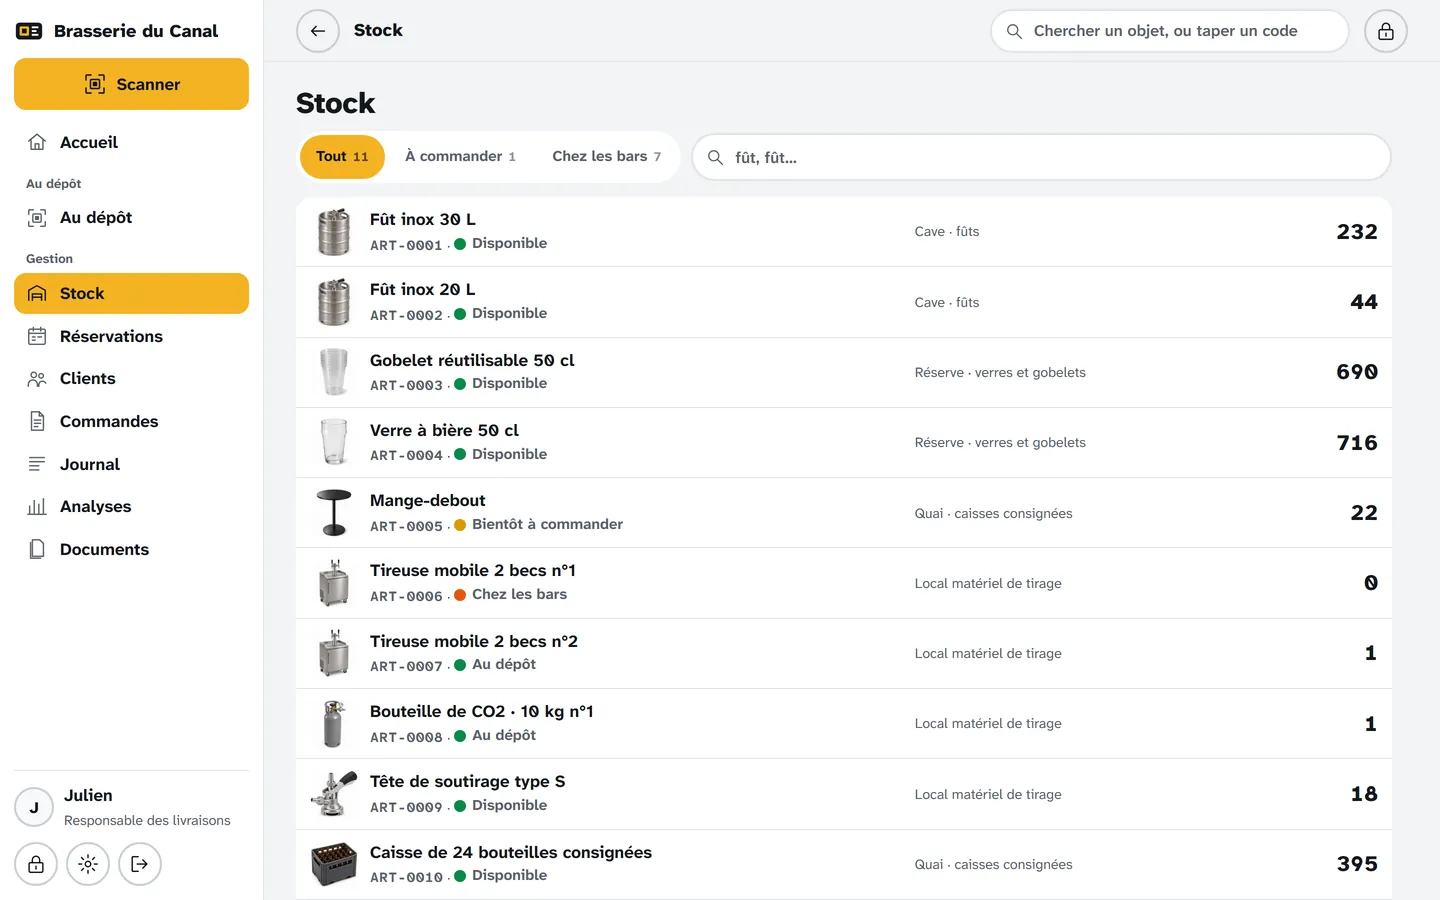 Brasserie du Canal
Scanner
Accueil
Au dépôt
Au dépôt
Gestion
Stock
Réservations
Clients
Commandes
Journal
Analyses
Documents
J
Julien
Responsable des livraisons
Stock
Chercher un objet, ou taper un code
Stock
Tout 11
À commander 1
Chez les bars 7
fût, fût...
Fût inox 30 L
ART-0001 · Disponible
Cave · fûts
232
Fût inox 20 L
ART-0002 · Disponible
Cave · fûts
44
Gobelet réutilisable 50 cl
ART-0003 · Disponible
Réserve · verres et gobelets
690
Verre à bière 50 cl
ART-0004 · Disponible
Réserve · verres et gobelets
716
Mange-debout
ART-0005 · Bientôt à commander
Quai · caisses consignées
22
Tireuse mobile 2 becs n°1
ART-0006 · Chez les bars
Local matériel de tirage
0
Tireuse mobile 2 becs n°2
ART-0007 · Au dépôt
Local matériel de tirage
1
Bouteille de CO2 · 10 kg n°1
ART-0008 · Au dépôt
Local matériel de tirage
1
Tête de soutirage type S
ART-0009 · Disponible
Local matériel de tirage
18
Caisse de 24 bouteilles consignées
ART-0010 · Disponible
Quai · caisses consignées
395